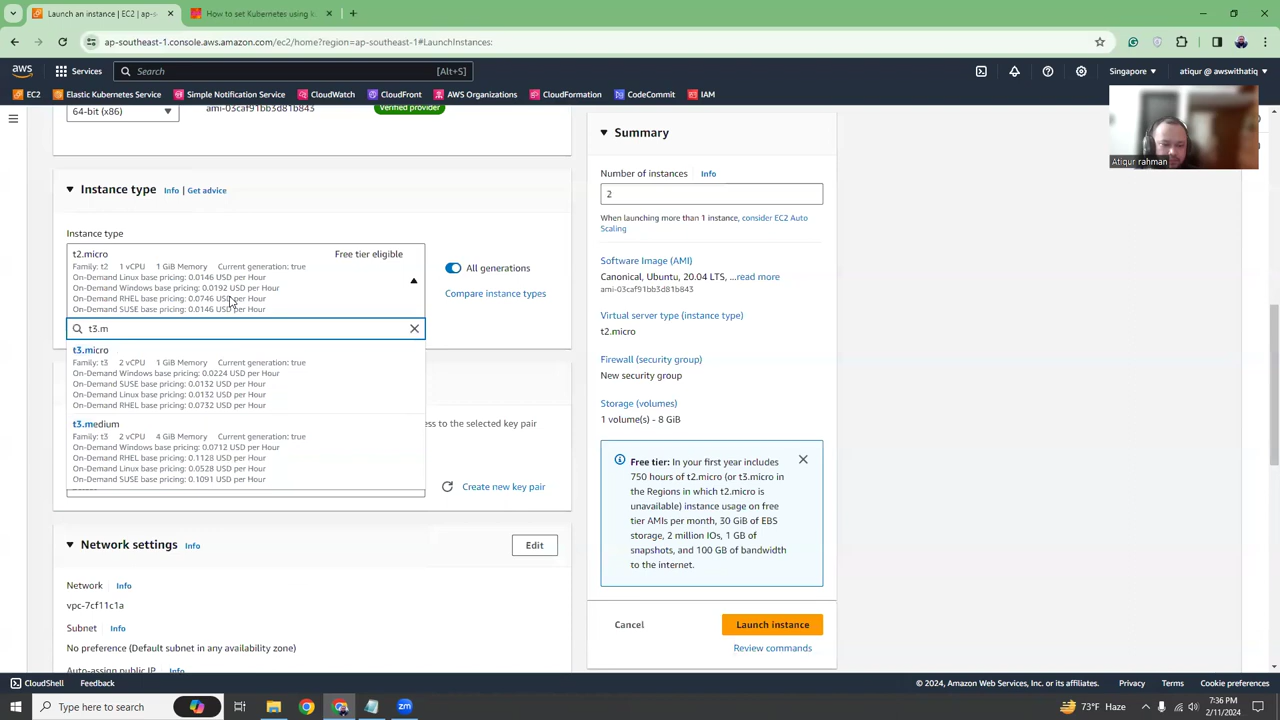 Launch an instance | EC2 | ap-s
How to set Kubernetes using k
ap-southeast-1.console.aws.amazon.com/ec2/home?region=ap-southeast-1#LaunchInstances:
aws
Services
Search
[Alt+S]
Singapore
atiqur @ awswithatiq
EC2
Elastic Kubernetes Service
Simple Notification Service
CloudWatch
CloudFront
AWS Organizations
CloudFormation
CodeCommit
IAM
64-bit (x86)
ami-03caf91bb3d81b843
Verified provider
Atiqur rahman
Instance type
Info | Get advice
Instance type
t2.micro
Free tier eligible
Family: t2 1 vCPU 1 GiB Memory Current generation: true
On-Demand Linux base pricing: 0.0146 USD per Hour
On-Demand Windows base pricing: 0.0192 USD per Hour
On-Demand RHEL base pricing: 0.0746 USD per Hour
On-Demand SUSE base pricing: 0.0146 USD per Hour
All generations
Compare instance types
t3.m
t3.micro
Family: t3 2 vCPU 1 GiB Memory Current generation: true
On-Demand Windows base pricing: 0.0224 USD per Hour
On-Demand SUSE base pricing: 0.0132 USD per Hour
On-Demand Linux base pricing: 0.0132 USD per Hour
On-Demand RHEL base pricing: 0.0732 USD per Hour
t3.medium
Family: t3 2 vCPU 4 GiB Memory Current generation: true
On-Demand Windows base pricing: 0.0712 USD per Hour
On-Demand RHEL base pricing: 0.1128 USD per Hour
On-Demand Linux base pricing: 0.0528 USD per Hour
On-Demand SUSE base pricing: 0.1091 USD per Hour
ess to the selected key pair
Create new key pair
Network settings
Info
Edit
Network
Info
vpc-7cf11c1a
Subnet
Info
No preference (Default subnet in any availability zone)
Auto-assign public IP
Info
Summary
Number of instances
Info
2
When launching more than 1 instance, consider EC2 Auto
Scaling
Software Image (AMI)
Canonical, Ubuntu, 20.04 LTS, ...read more
ami-03caf91bb3d81b843
Virtual server type (instance type)
t2.micro
Firewall (security group)
New security group
Storage (volumes)
1 volume(s) - 8 GiB
Free tier: In your first year includes
750 hours of t2.micro (or t3.micro in
the Regions in which t2.micro is
unavailable) instance usage on free
tier AMIs per month, 30 GiB of EBS
storage, 2 million IOs, 1 GB of
snapshots, and 100 GB of bandwidth
to the internet.
Cancel
Launch instance
Review commands
CloudShell
Feedback
© 2024, Amazon Web Services, Inc. or its affiliates.
Privacy
Terms
Cookie preferences
Type here to search
zm
73°F Haze
7:36 PM
2/11/2024